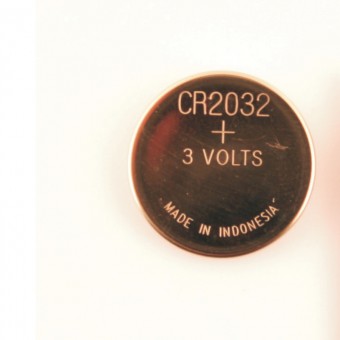 CR2032
+
3 VOLTS
MADE IN INDONESIA